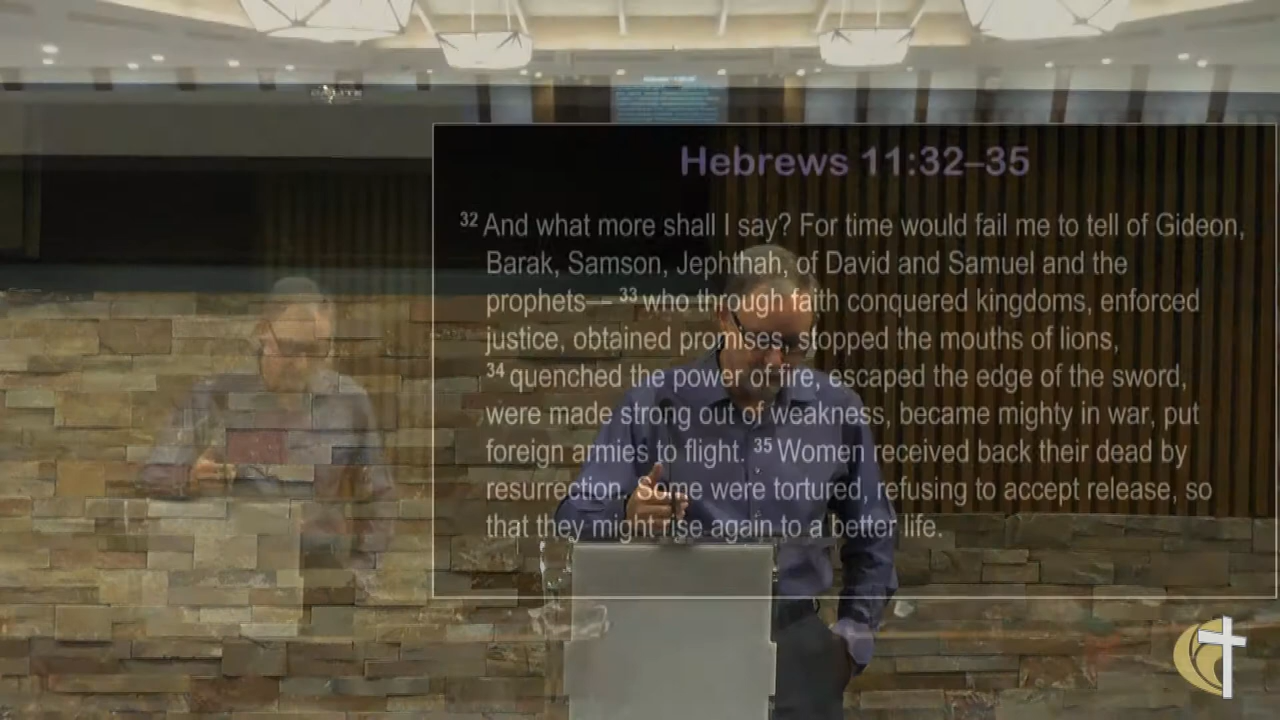 Hebrews 11:32–35
32 And what more shall I say? For time would fail me to tell of Gideon,
Barak, Samson, Jephthah, of David and Samuel and the
prophets— 33 who through faith conquered kingdoms, enforced
justice, obtained promises, stopped the mouths of lions,
34 quenched the power of fire, escaped the edge of the sword,
were made strong out of weakness, became mighty in war, put
foreign armies to flight. 35 Women received back their dead by
resurrection. Some were tortured, refusing to accept release, so
that they might rise again to a better life.